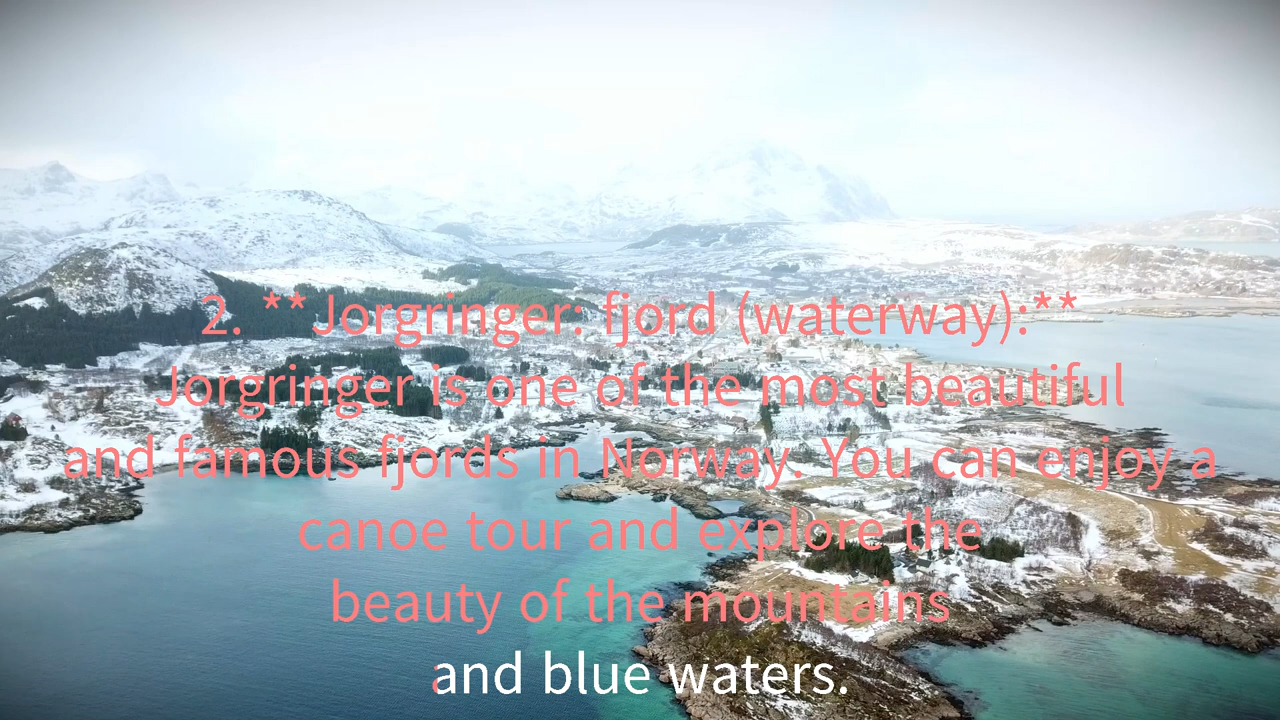 2. **Jorgringer: fjord (waterway):**
Jorgringer is one of the most beautiful
and famous fjords in Norway. You can enjoy a
canoe tour and explore the
beauty of the mountains
and blue waters.